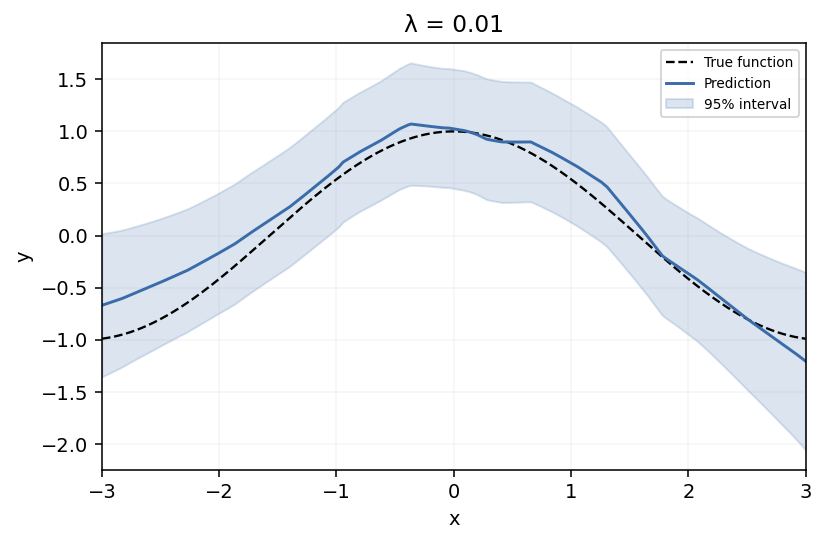 λ = 0.01
True function
Prediction
95% interval
y
1.5
1.0
0.5
0.0
−0.5
−1.0
−1.5
−2.0
−3 −2 −1 0 1 2 3
x